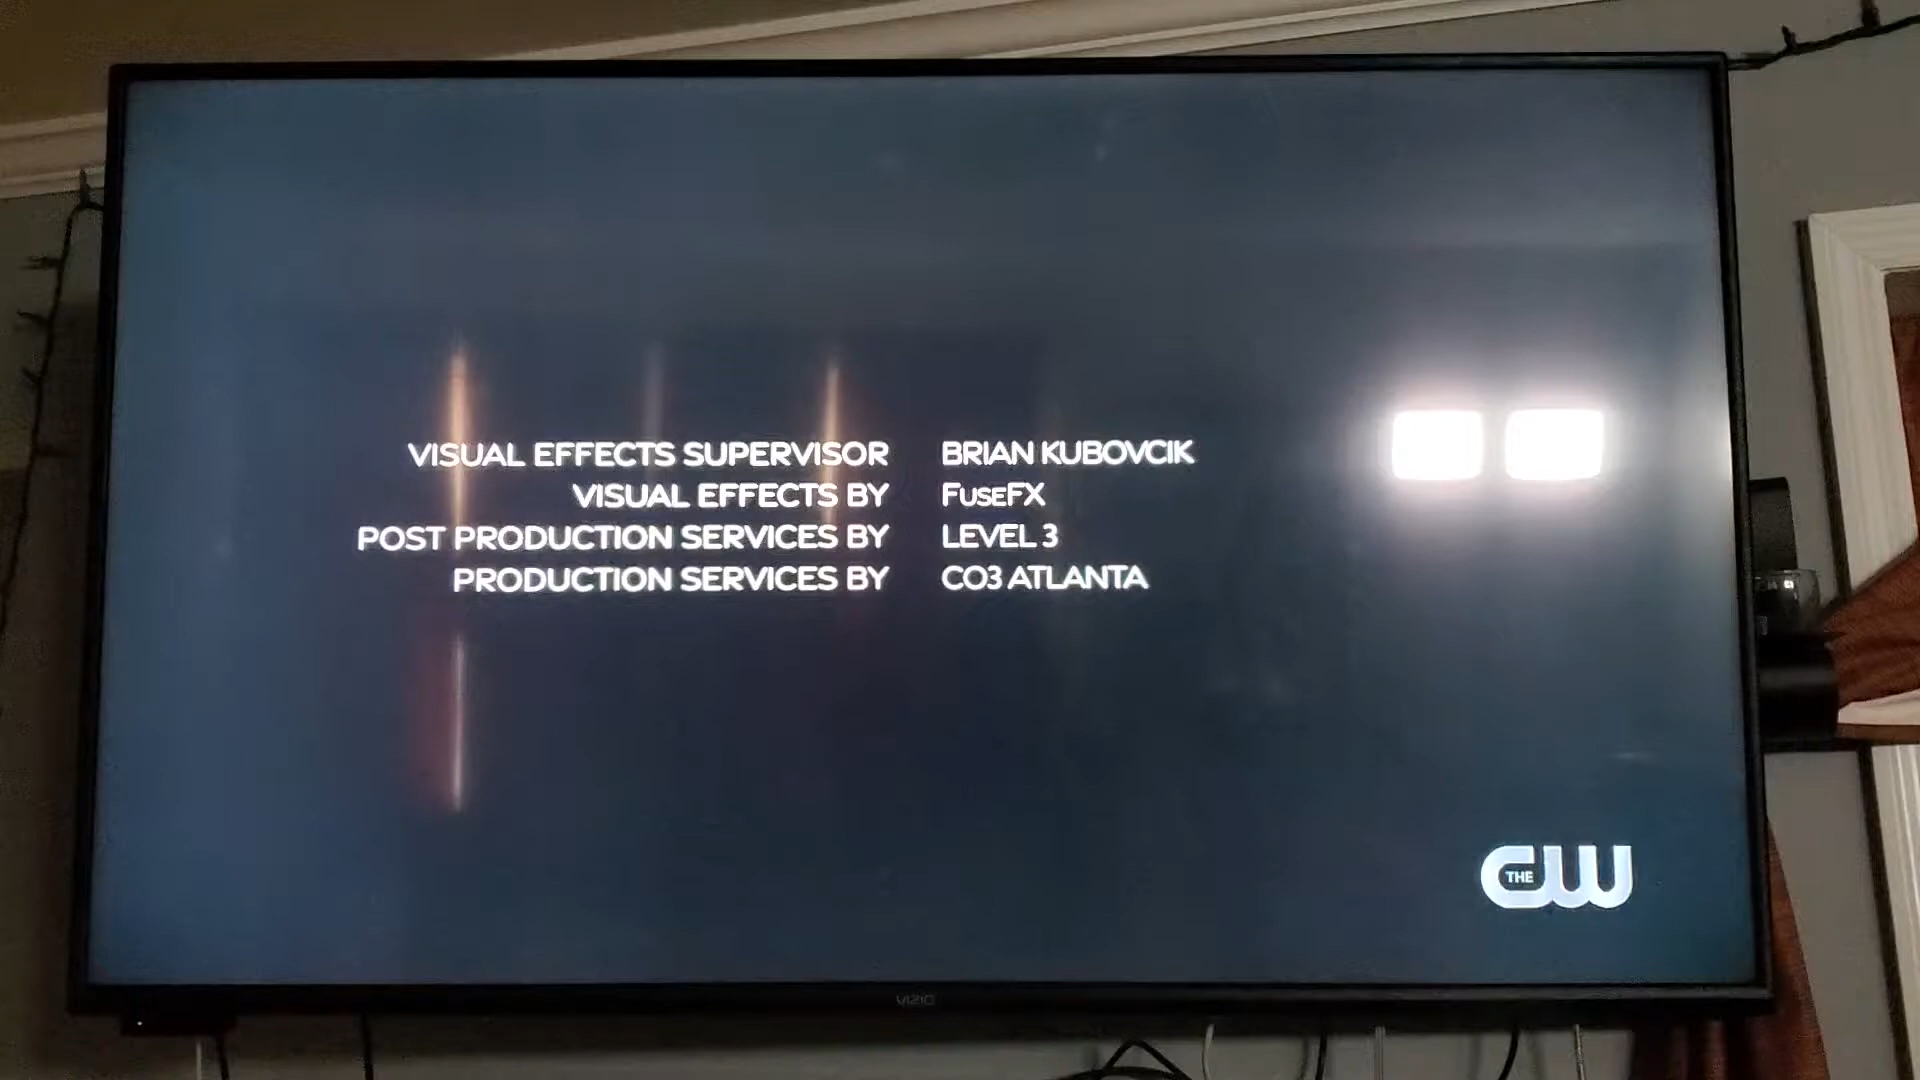 VISUAL EFFECTS SUPERVISOR BRIAN KUBOVCIK
VISUAL EFFECTS BY FUSEFX
POST PRODUCTION SERVICES BY LEVEL 3
PRODUCTION SERVICES BY CO3 ATLANTA
THE CW
VIZIO